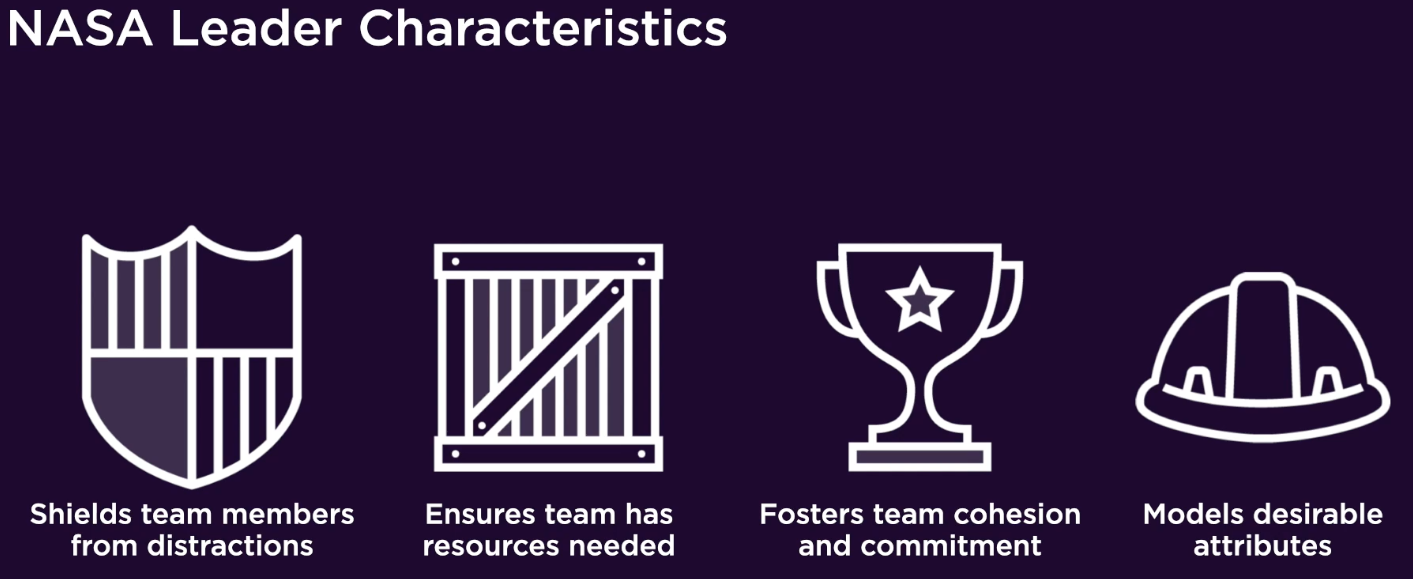 NASA Leader Characteristics
Shields team members
from distractions
Ensures team has
resources needed
Fosters team cohesion
and commitment
Models desirable
attributes